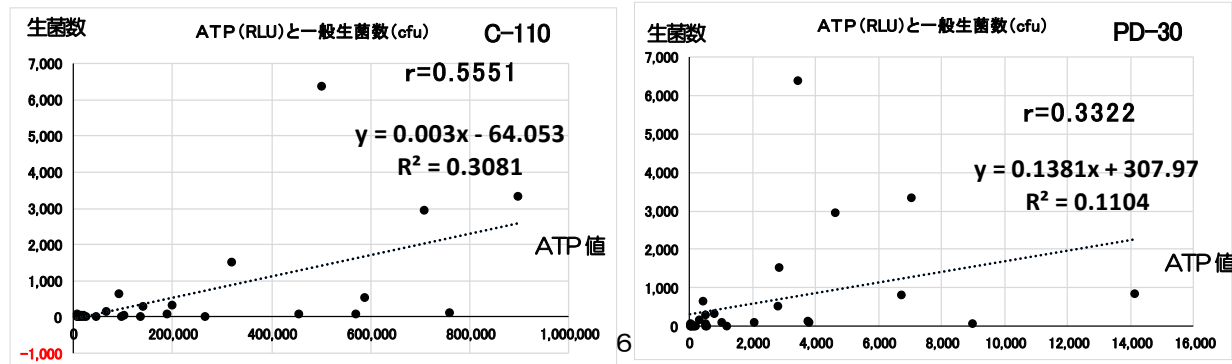 生菌数
ATP(RLU)と一般生菌数(cfu)
C-110
7,000
6,000
5,000
4,000
3,000
2,000
1,000
0
-1,000
r=0.5551
y = 0.003x - 64.053
R² = 0.3081
ATP値
0
200,000
400,000
600,000
800,000
1,000,000
6
生菌数
ATP(RLU)と一般生菌数(cfu)
PD-30
7,000
6,000
5,000
4,000
3,000
2,000
1,000
0
r=0.3322
y = 0.1381x + 307.97
R² = 0.1104
ATP値
0
2,000
4,000
6,000
8,000
10,000
12,000
14,000
16,000